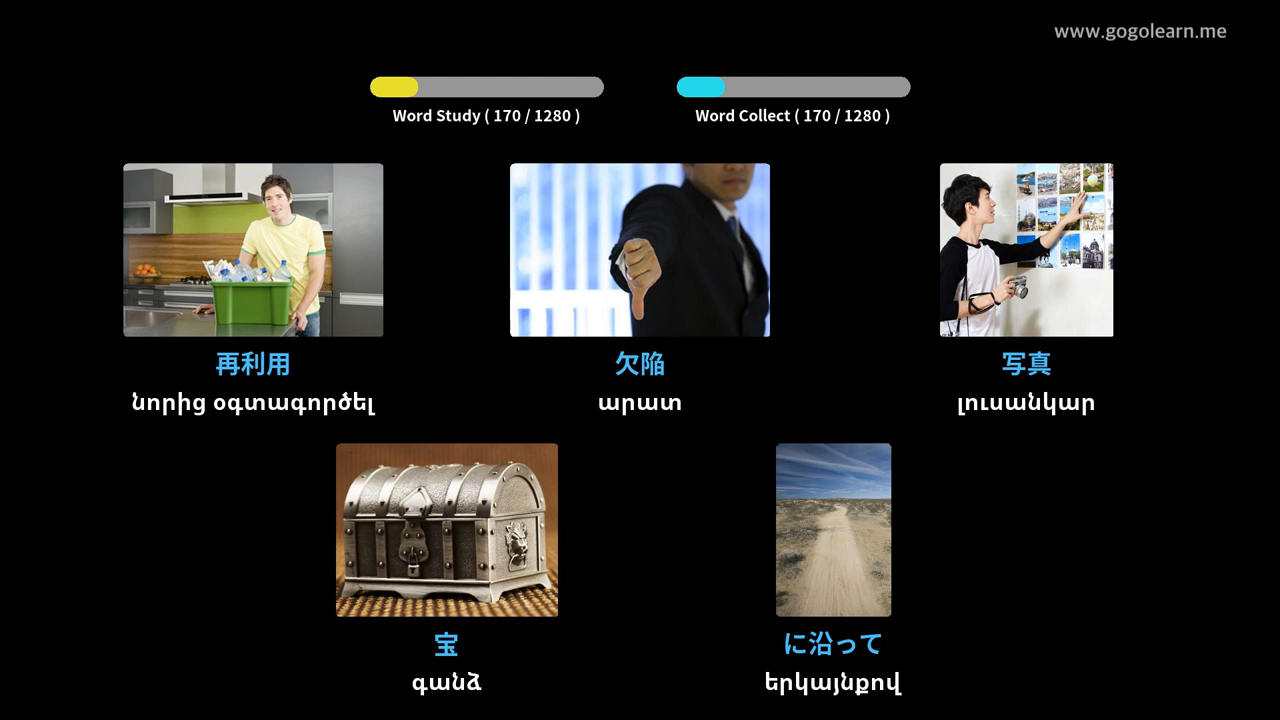 www.gogolearn.me
Word Study ( 170 / 1280 )
Word Collect ( 170 / 1280 )
再利用
նորից օգտագործել
欠陥
արատ
写真
լուսանկար
宝
գանձ
に沿って
երկայնքով